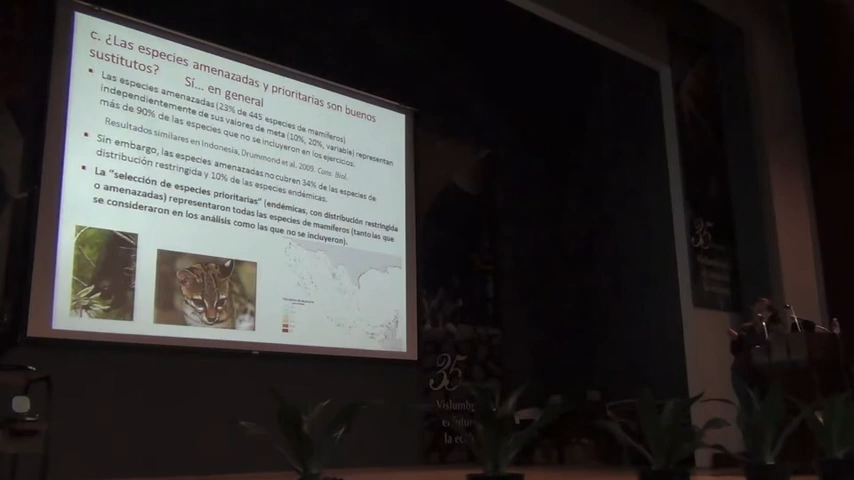 c. ¿Las especies amenazadas y prioritarias son buenos
sustitutos? Sí... en general
▪ Las especies amenazadas (23% de 445 especies de mamíferos)
independientemente de sus valores de meta (10%, 20%, variable) representan
más de 90% de las especies que no se incluyeron en los ejercicios.
Resultados similares en Indonesia, Drummond et al. 2009. Cons. Biol.
▪ Sin embargo, las especies amenazadas no cubren 34% de las especies de
distribución restringida y 10% de las especies endémicas.
▪ La "selección de especies prioritarias" (endémicas, con distribución restringida
o amenazadas) representaron todas las especies de mamíferos (tanto las que
se consideraron en los análisis como las que no se incluyeron).
35
35